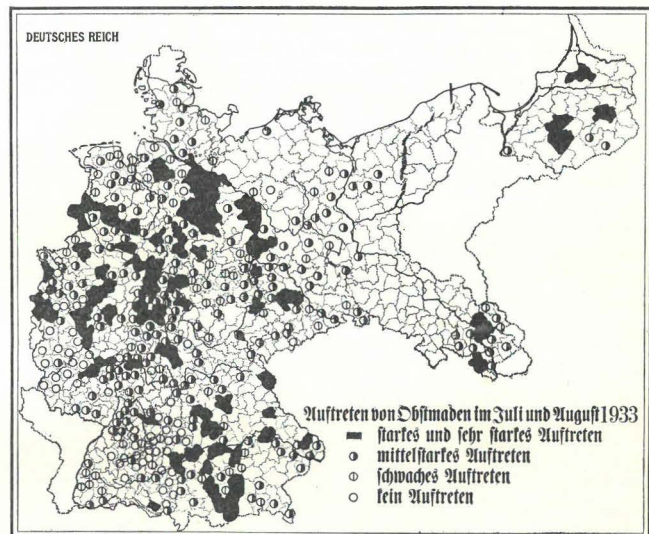 DEUTSCHES REICH
Auftreten von Obstmaden im Juli und August 1933
starkes und sehr starkes Auftreten
mittelstarkes Auftreten
schwaches Auftreten
kein Auftreten